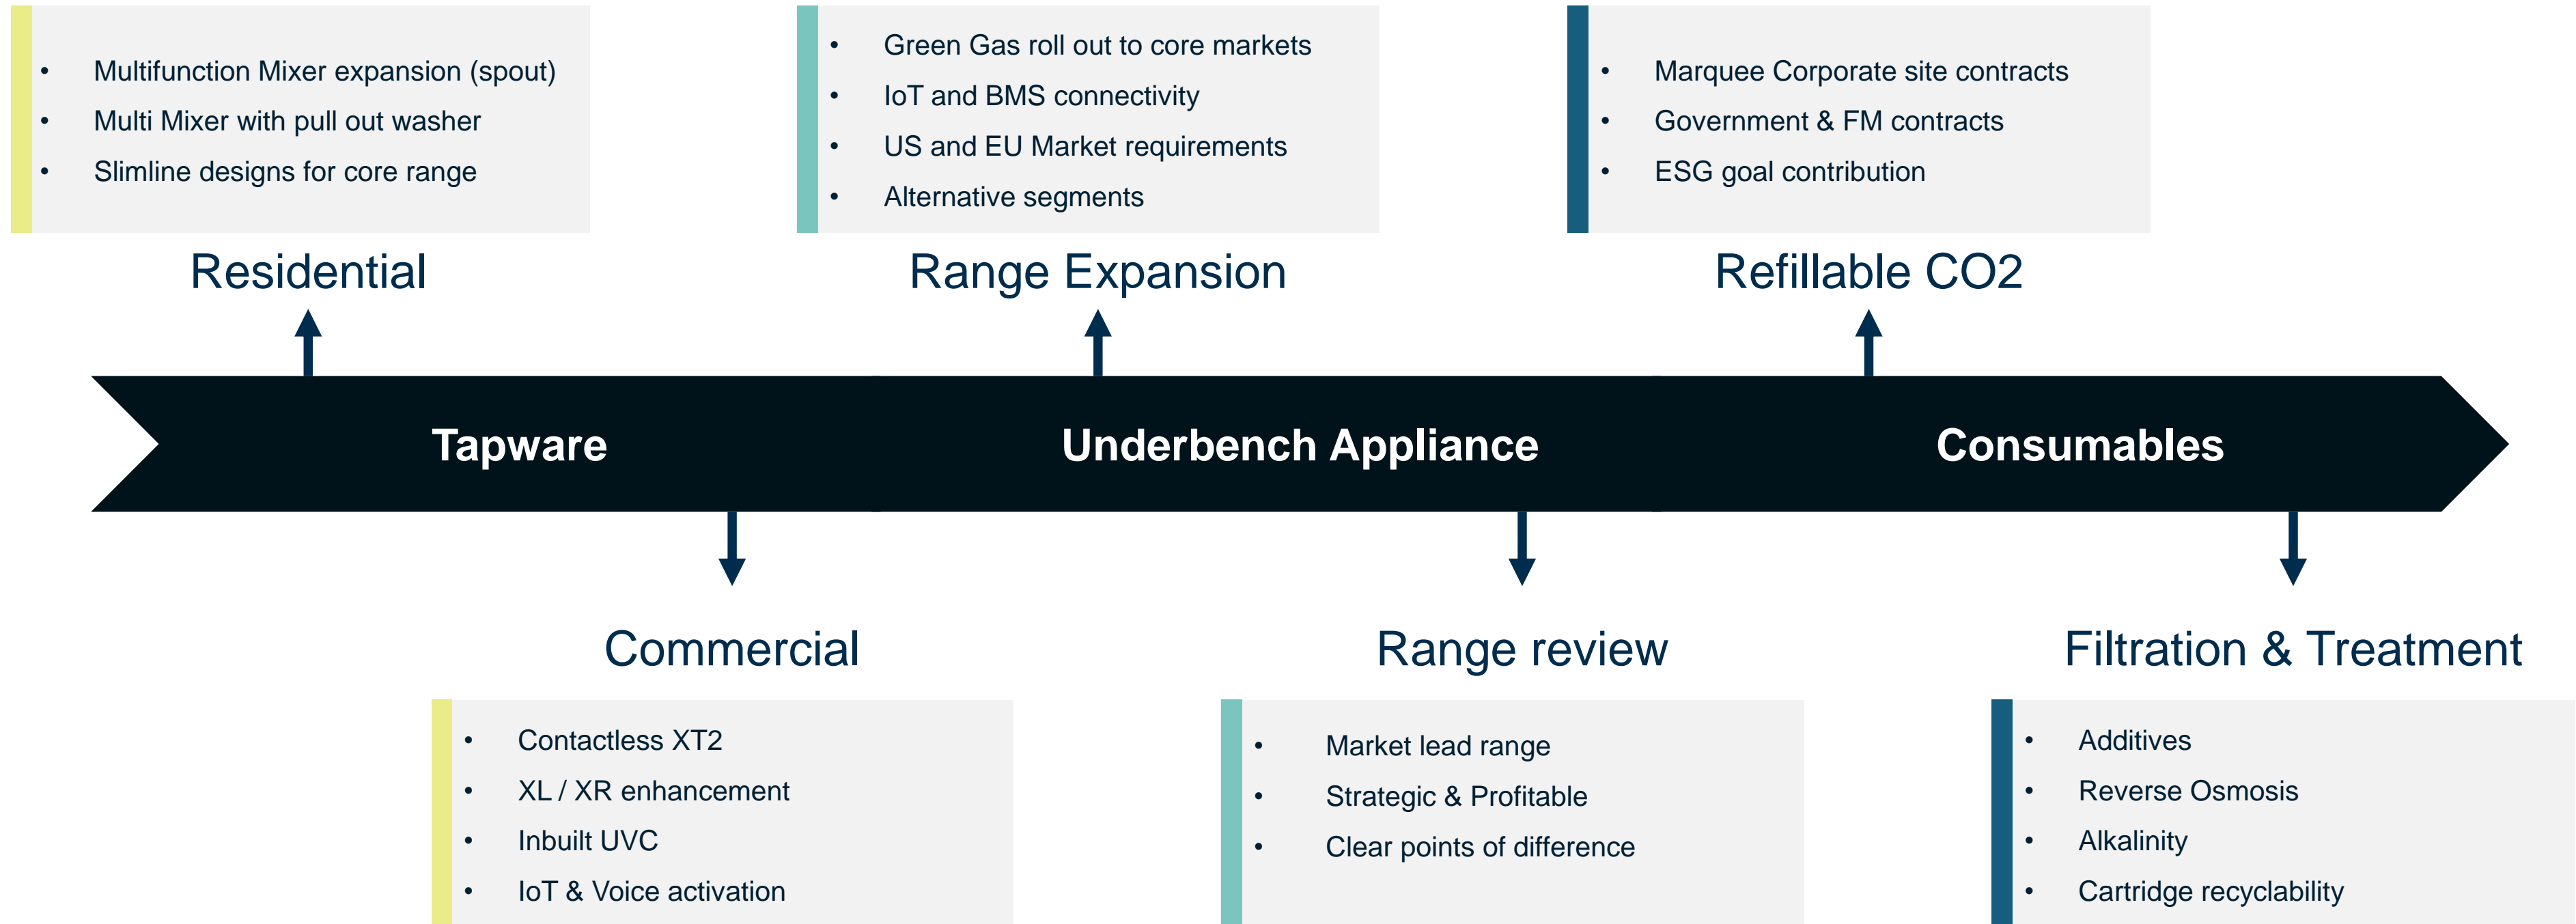 • Multifunction Mixer expansion (spout)
• Multi Mixer with pull out washer
• Slimline designs for core range
Residential
• Green Gas roll out to core markets
• IoT and BMS connectivity
• US and EU Market requirements
• Alternative segments
Range Expansion
• Marquee Corporate site contracts
• Government & FM contracts
• ESG goal contribution
Refillable CO2
Tapware
Underbench Appliance
Consumables
Commercial
• Contactless XT2
• XL / XR enhancement
• Inbuilt UVC
• IoT & Voice activation
Range review
• Market lead range
• Strategic & Profitable
• Clear points of difference
Filtration & Treatment
• Additives
• Reverse Osmosis
• Alkalinity
• Cartridge recyclability